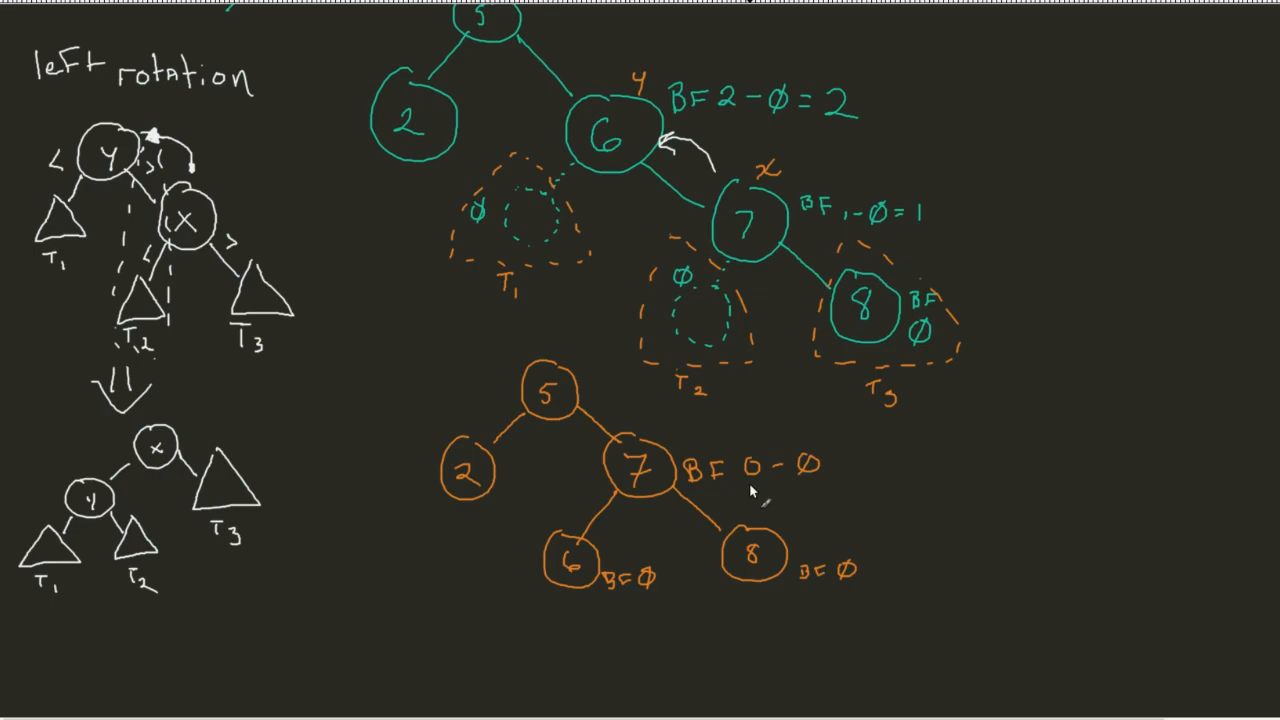 5
left rotation
2
6
y
BF 2 - Ø = 2
y
<
>
x
7
BF 1 - Ø = 1
x
<
>
Ø
T1
T1
Ø
8
BF
Ø
T2
T3
T2
T3
5
x
2
7
BF 0 - Ø
y
T3
T1
T2
6
BF Ø
8
BF Ø